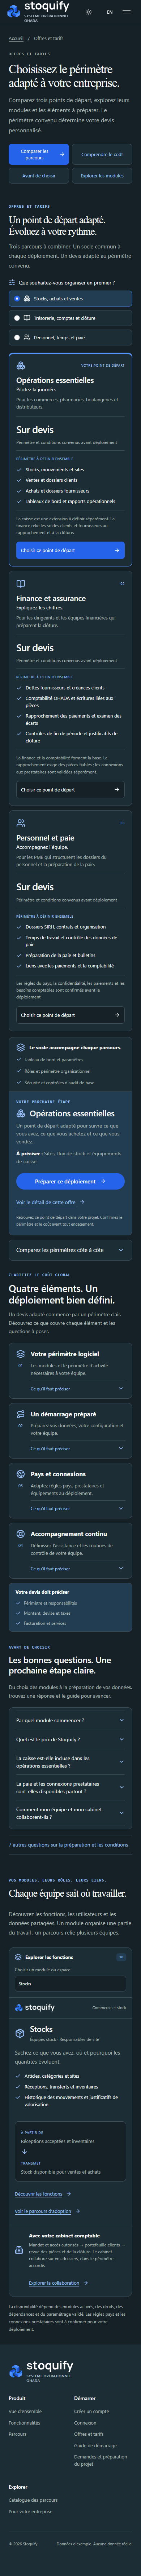 stoquify
SYSTÈME OPÉRATIONNEL
OHADA
EN
Accueil / Offres et tarifs
OFFRES ET TARIFS
Choisissez le périmètre
adapté à votre entreprise.
Comparez trois points de départ, explorez leurs
modules et comprenez comment votre
organisation, vos données et votre devis
déterminent le coût de votre déploiement
personnalisé.
Comparer les
parcours
Comprendre le coût
Avant de choisir
Explorer les modules
OFFRES ET TARIFS
Un point de départ adapté.
Évoluez à votre rythme.
Trois parcours à combiner. Un socle commun à
chaque déploiement. Un devis adapté au périmètre
convenu.
Que souhaitez-vous organiser en premier ?
Stocks, achats et ventes
Trésorerie, comptes et clôture
Personnel, temps et paie
VOTRE POINT DE DÉPART
Opérations essentielles
Pilotez la journée.
Pour les commerces, pharmacies, boulangeries et
distributeurs.
Sur devis
Périmètre et conditions convenus avant déploiement
PÉRIMÈTRE À DÉFINIR ENSEMBLE
Stocks, mouvements et sites
Ventes et dossiers clients
Achats et dossiers fournisseurs
Tableaux de bord et rapports opérationnels
La caisse est une extension à définir séparément. La
finance relie les soldes clients et fournisseurs au
rapprochement et à la clôture.
Choisir ce point de départ
02
Finance et assurance
Expliquez les chiffres.
Pour les dirigeants et les équipes financières qui
préparent la clôture.
Sur devis
Périmètre et conditions convenus avant déploiement
PÉRIMÈTRE À DÉFINIR ENSEMBLE
Dettes fournisseurs et créances clients
Comptabilité OHADA et écritures liées aux
pièces
Rapprochement des paiements et examen des
écarts
Contrôles de fin de période et justificatifs de
clôture
La finance et la comptabilité forment la base. Le
rapprochement exige des pièces fiables ; les connexions
aux prestataires sont validées séparément.
Choisir ce point de départ
03
Personnel et paie
Accompagnez l'équipe.
Pour les PME qui structurent les dossiers du
personnel et la préparation de la paie.
Sur devis
Périmètre et conditions convenus avant déploiement
PÉRIMÈTRE À DÉFINIR ENSEMBLE
Dossiers SIRH, contrats et organisation
Temps de travail et contrôle des données de
paie
Préparation de la paie et bulletins
Liens avec les paiements et la comptabilité
Les règles du pays, la confidentialité, les paiements et les
besoins comptables sont confirmés avant le
déploiement.
Choisir ce point de départ
Le socle accompagne chaque parcours.
Tableau de bord et paramètres
Rôles et périmètre organisationnel
Sécurité et contrôles d'audit de base
VOTRE PROCHAINE ÉTAPE
Opérations essentielles
Un point de départ utile pour savoir ce que
vous avez, ce que vous achetez et ce que vous
vendez.
À préciser : Sites, flux de stock et équipements
de caisse
Préparer ce déploiement
Voir le détail de cette offre
Retrouvez ce point de départ dans votre projet. Confirmez le
périmètre et le coût avant tout engagement.
Comparez les périmètres côte à côte
CLARIFIEZ LE COÛT GLOBAL
Quatre éléments. Un
déploiement bien défini.
Un devis adapté commence par un périmètre clair.
Découvrez ce que couvre chaque élément et les
questions à poser.
Votre périmètre logiciel
01
Les modules et le périmètre d'activité
nécessaires à votre équipe.
Ce qu'il faut préciser
Un démarrage préparé
02
Préparez vos données, votre configuration et
votre équipe.
Ce qu'il faut préciser
Pays et connexions
03
Adaptez règles pays, prestataires et
équipements au déploiement.
Ce qu'il faut préciser
Accompagnement continu
04
Définissez l'assistance et les routines de
contrôle de votre équipe.
Ce qu'il faut préciser
Votre devis doit préciser
Périmètre et responsabilités
Montant, devise et taxes
Facturation et services
AVANT DE CHOISIR
Les bonnes questions. Une
prochaine étape claire.
Du choix des modules à la préparation de vos données,
trouvez une réponse et le guide pour avancer.
Par quel module commencer ?
Quel est le prix de Stoquify ?
La caisse est-elle incluse dans les
opérations essentielles ?
La paie et les connexions prestataires
sont-elles disponibles partout ?
Comment mon équipe et mon cabinet
collaborent-ils ?
7 autres questions sur la préparation et les conditions
VOS MODULES. LEURS RÔLES. LEURS LIENS.
Chaque équipe sait où travailler.
Découvrez les fonctions, les utilisateurs et les
données partagées. Un module organise une partie
du travail ; un parcours relie plusieurs équipes.
Explorer les fonctions
Choisir un module ou espace
Stocks
stoquify
Commerce et stock
Stocks
Équipes stock · Responsables de site
Sachez ce que vous avez, où et pourquoi les
quantités évoluent.
Articles, catégories et sites
Réceptions, transferts et inventaires
Historique des mouvements et justificatifs de
valorisation
À PARTIR DE
Réceptions acceptées et inventaires
TRANSMET
Stock disponible pour ventes et achats
Découvrir les fonctions
Voir le parcours d'adoption
Avec votre cabinet comptable
Mandat et accès autorisés → portefeuille clients →
revue des pièces et de la clôture. Le cabinet
collabore sur vos dossiers, dans le périmètre
accordé.
Explorer la collaboration
La disponibilité dépend des modules activés, des droits, des
dépendances et du paramétrage validé. Les règles pays et les
connexions prestataires sont à confirmer pour votre
déploiement.
stoquify
SYSTÈME OPÉRATIONNEL
OHADA
Produit
Vue d'ensemble
Fonctionnalités
Parcours
Démarrer
Créer un compte
Connexion
Offres et tarifs
Guide de démarrage
Demandes et préparation
du projet
Explorer
Catalogue des parcours
Pour votre entreprise
© 2026 Stoquify
Données d'exemple. Aucune donnée réelle.